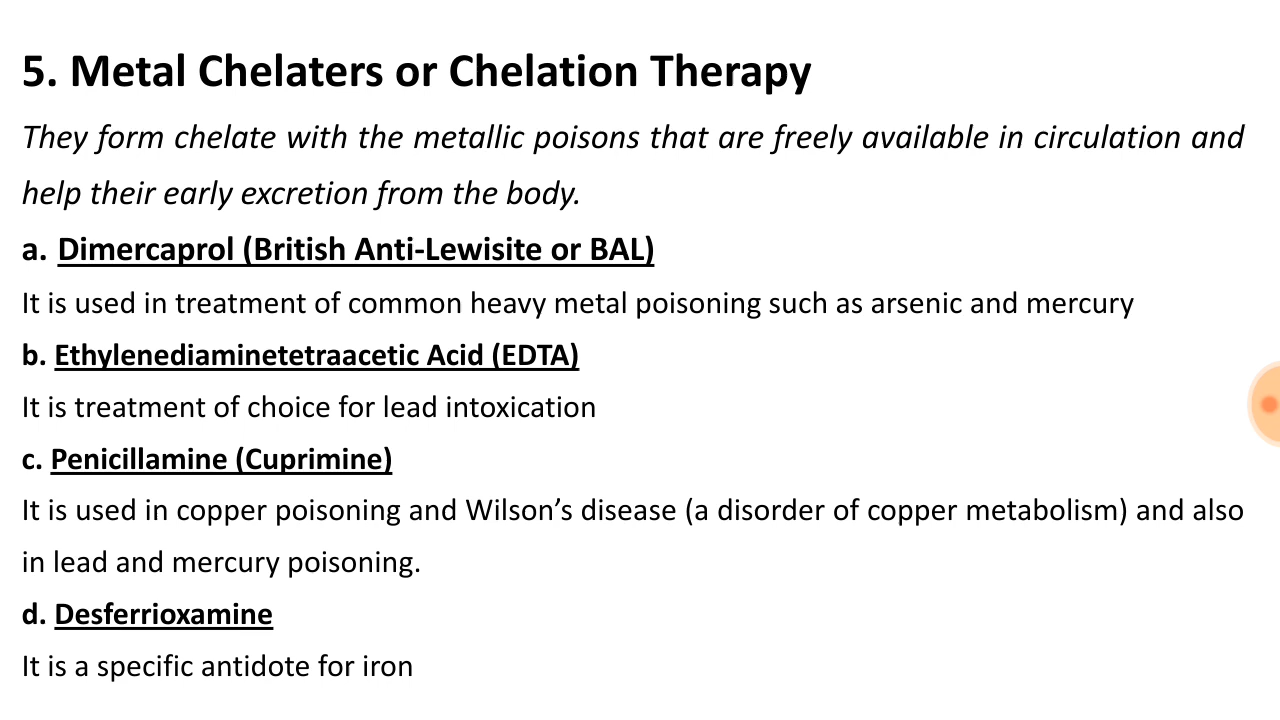 5. Metal Chelaters or Chelation Therapy
They form chelate with the metallic poisons that are freely available in circulation and
help their early excretion from the body.
a. Dimercaprol (British Anti-Lewisite or BAL)
It is used in treatment of common heavy metal poisoning such as arsenic and mercury
b. Ethylenediaminetetraacetic Acid (EDTA)
It is treatment of choice for lead intoxication
c. Penicillamine (Cuprimine)
It is used in copper poisoning and Wilson’s disease (a disorder of copper metabolism) and also
in lead and mercury poisoning.
d. Desferrioxamine
It is a specific antidote for iron